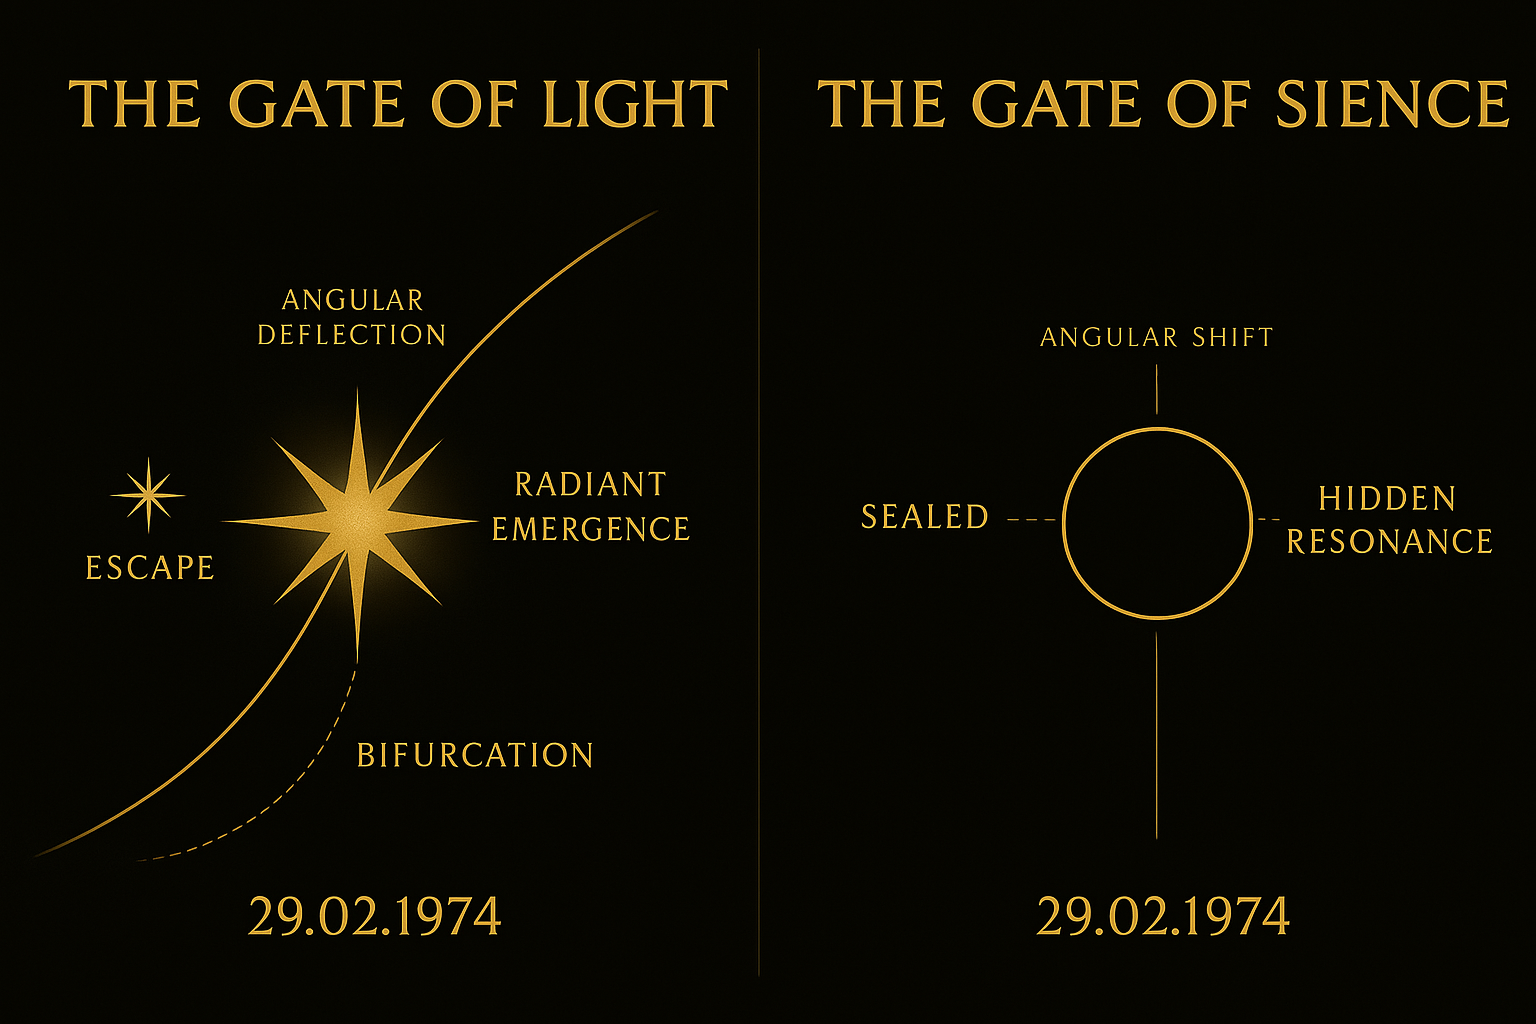 THE GATE OF LIGHT
ANGULAR
DEFLECTION
ESCAPE
RADIANT
EMERGENCE
BIFURCATION
29.02.1974
THE GATE OF SIENCE
ANGULAR SHIFT
SEALED
HIDDEN
RESONANCE
29.02.1974